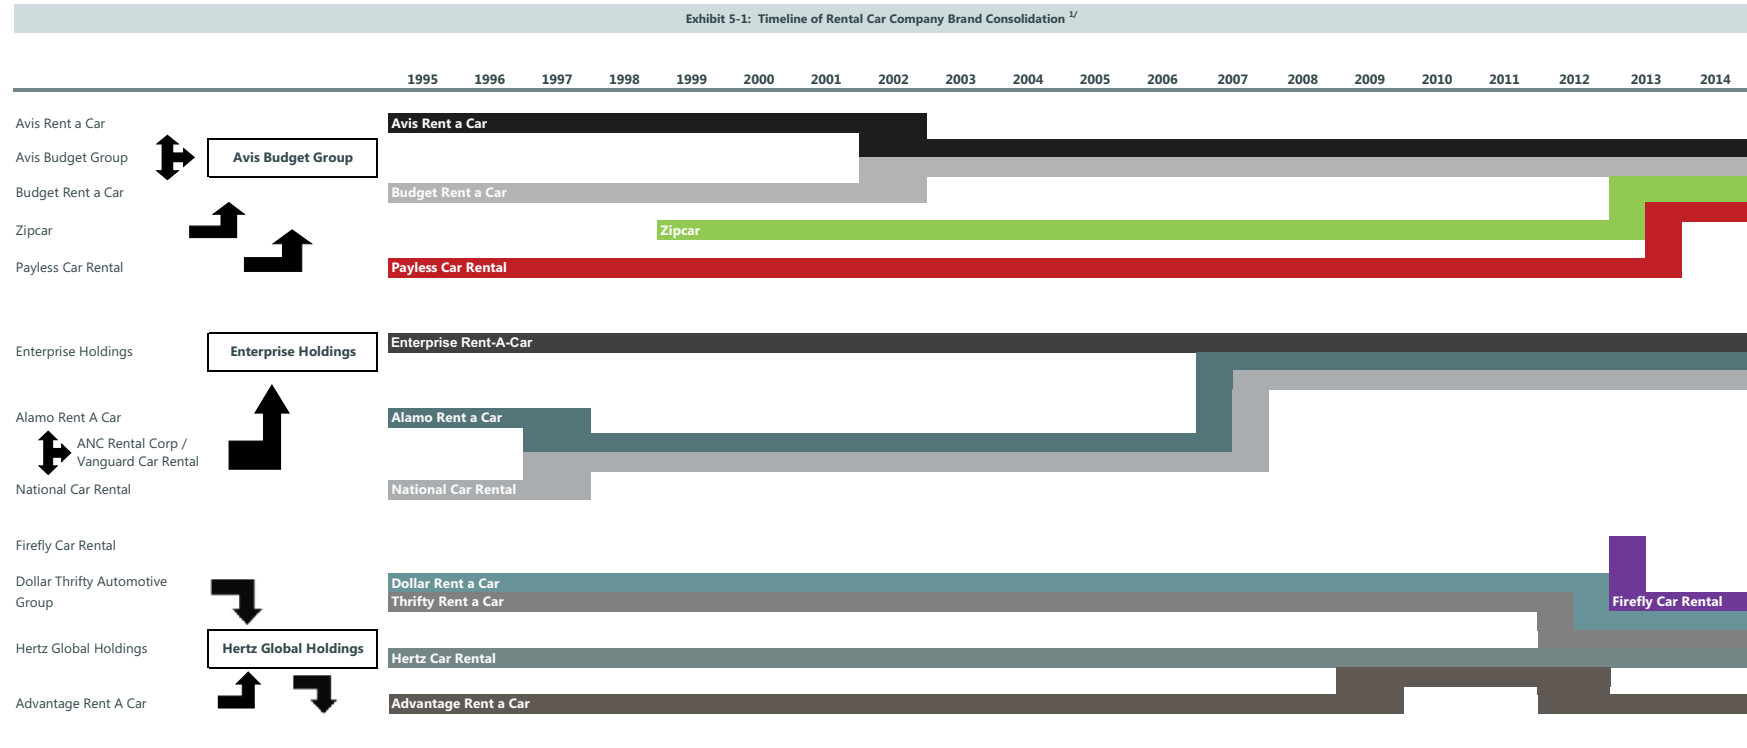 Exhibit 5-1: Timeline of Rental Car Company Brand Consolidation 1/
1995 1996 1997 1998 1999 2000 2001 2002 2003 2004 2005 2006 2007 2008 2009 2010 2011 2012 2013 2014
Avis Rent a Car
Avis Rent a Car
Avis Budget Group
Avis Budget Group
Budget Rent a Car
Budget Rent a Car
Zipcar
Zipcar
Payless Car Rental
Payless Car Rental
Enterprise Rent-A-Car
Enterprise Holdings
Enterprise Holdings
Alamo Rent A Car
Alamo Rent a Car
ANC Rental Corp /
Vanguard Car Rental
National Car Rental
National Car Rental
Firefly Car Rental
Dollar Thrifty Automotive
Group
Dollar Rent a Car
Thrifty Rent a Car
Firefly Car Rental
Hertz Global Holdings
Hertz Global Holdings
Hertz Car Rental
Advantage Rent A Car
Advantage Rent a Car